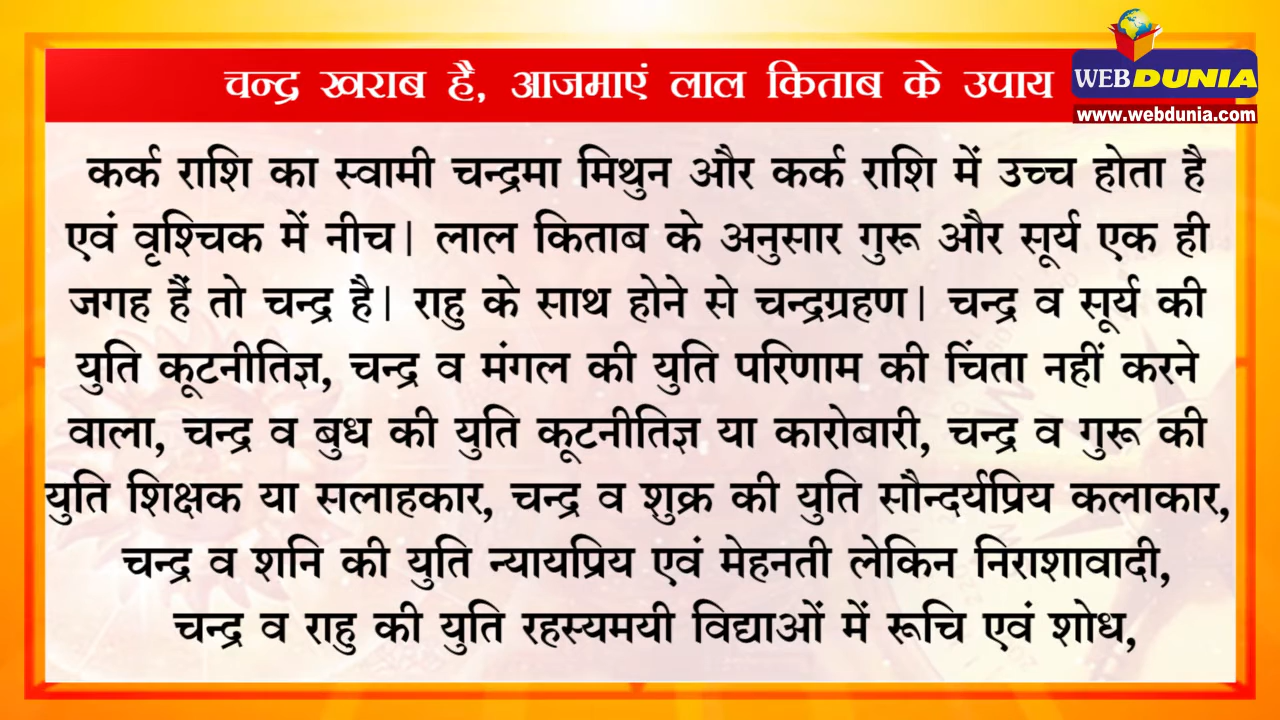 चन्द्र खराब है, आजमाएं लाल किताब के उपाय
WEBDUNIA
www.webdunia.com
कर्क राशि का स्वामी चन्द्रमा मिथुन और कर्क राशि में उच्च होता है
एवं वृश्चिक में नीच। लाल किताब के अनुसार गुरू और सूर्य एक ही
जगह हैं तो चन्द्र है। राहु के साथ होने से चन्द्रग्रहण। चन्द्र व सूर्य की
युति कूटनीतिज्ञ, चन्द्र व मंगल की युति परिणाम की चिंता नहीं करने
वाला, चन्द्र व बुध की युति कूटनीतिज्ञ या कारोबारी, चन्द्र व गुरू की
युति शिक्षक या सलाहकार, चन्द्र व शुक्र की युति सौन्दर्यप्रिय कलाकार,
चन्द्र व शनि की युति न्यायप्रिय एवं मेहनती लेकिन निराशावादी,
चन्द्र व राहु की युति रहस्यमयी विद्याओं में रूचि एवं शोध,